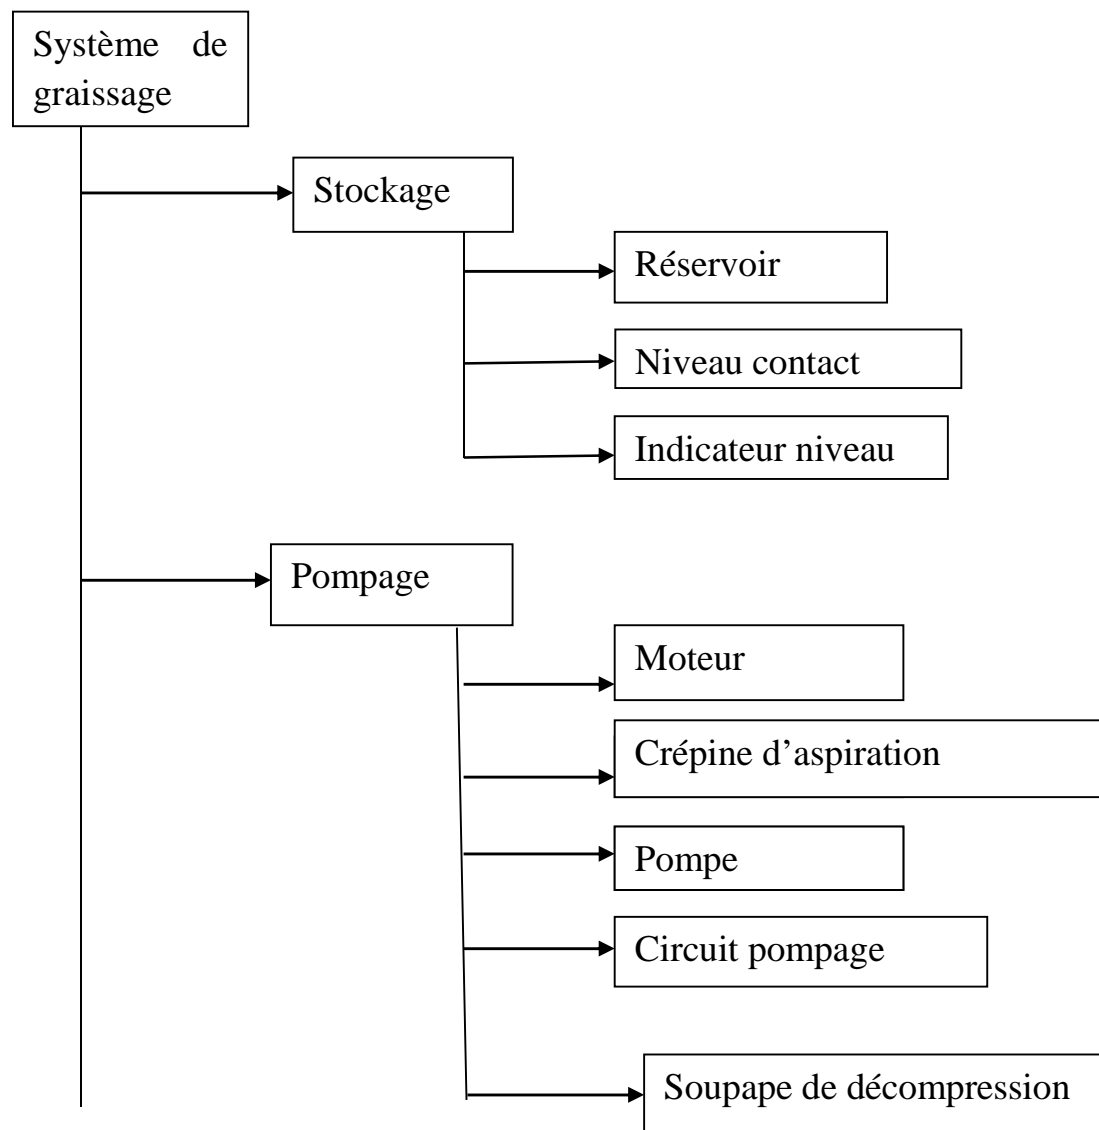 Système de
graissage
Stockage
Réservoir
Niveau contact
Indicateur niveau
Pompage
Moteur
Crépine d’aspiration
Pompe
Circuit pompage
Soupape de décompression